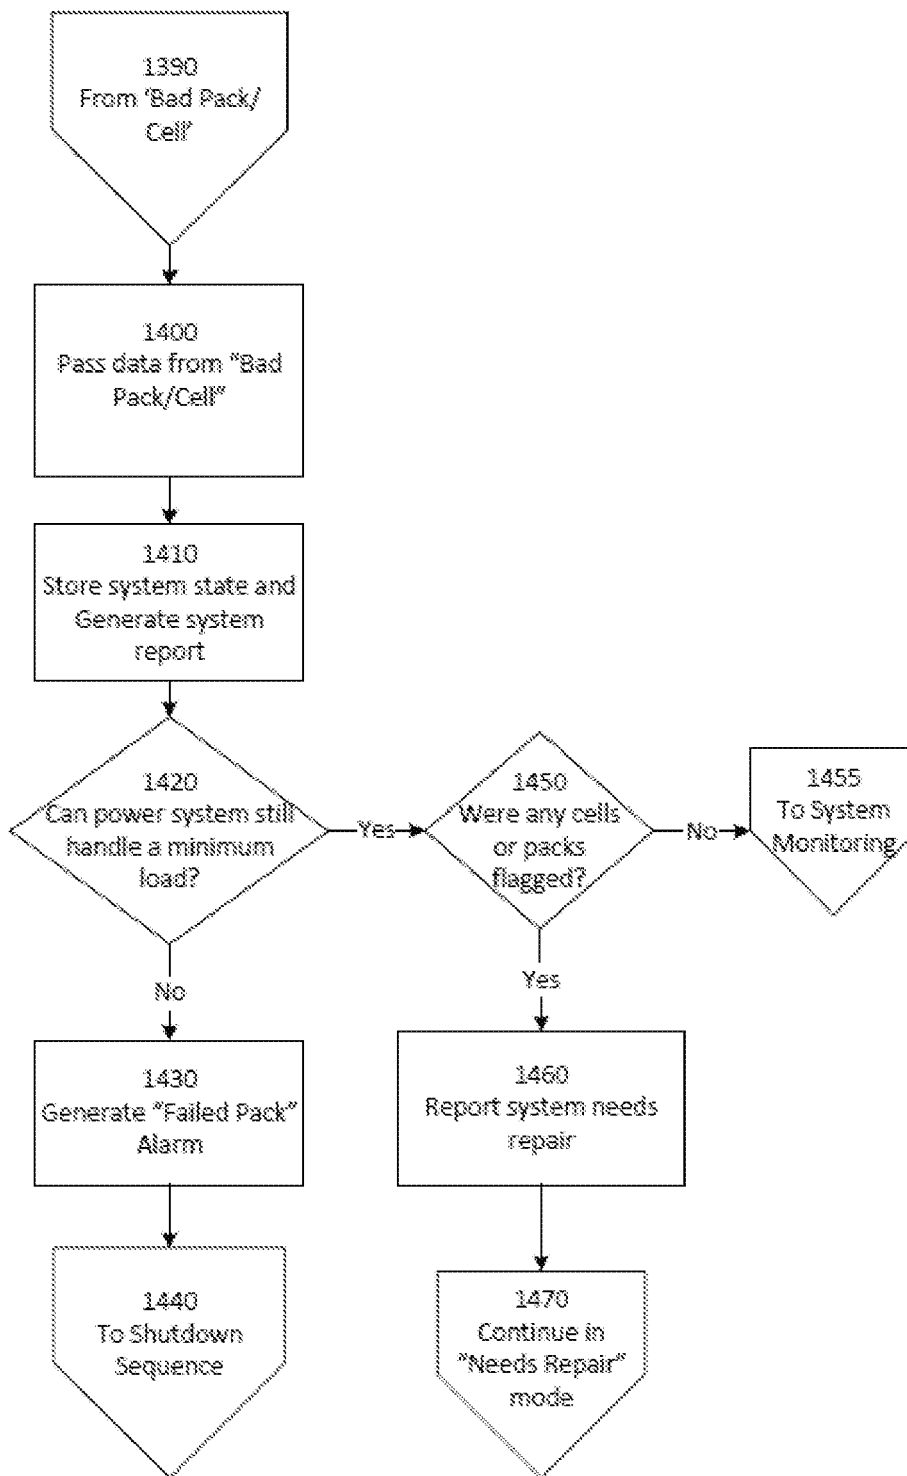 1390
From 'Bad Pack/
Cell'
1400
Pass data from "Bad
Pack/Cell"
1410
Store system state and
Generate system
report
1420
Can power system still
handle a minimum
load?
Yes
1450
Were any cells
or packs
flagged?
No
1455
To System
Monitoring
No
Yes
1430
Generate "Failed Pack"
Alarm
1460
Report system needs
repair
1440
To Shutdown
Sequence
1470
Continue in
"Needs Repair"
mode